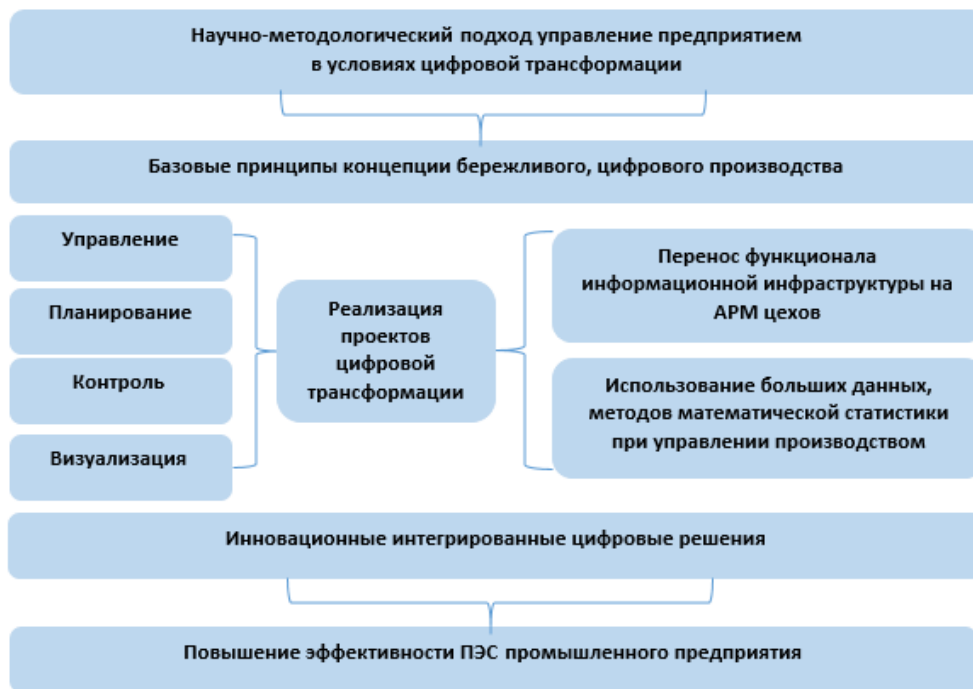 Научно-методологический подход управление предприятием
в условиях цифровой трансформации
Базовые принципы концепции бережливого, цифрового производства
Управление
Планирование
Контроль
Визуализация
Реализация
проектов
цифровой
трансформации
Перенос функционала
информационной инфраструктуры на
АРМ цехов
Использование больших данных,
методов математической статистики
при управлении производством
Инновационные интегрированные цифровые решения
Повышение эффективности ПЭС промышленного предприятия